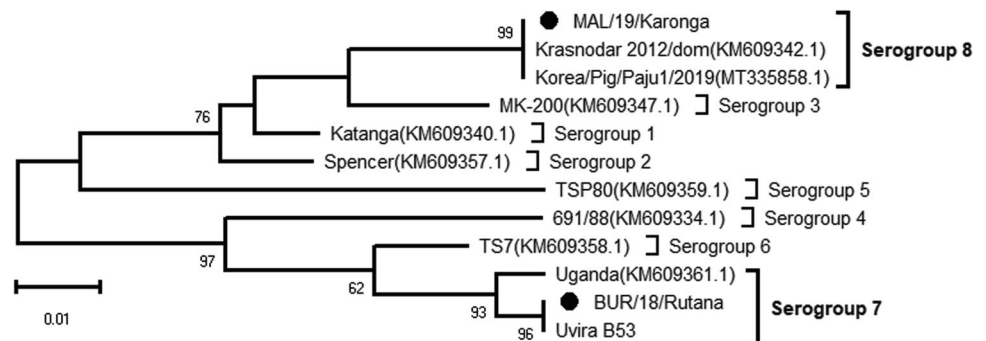 MAL/19/Karonga
99
Krasnodar 2012/dom(KM609342.1)
Serogroup 8
Korea/Pig/Paju1/2019(MT335858.1)
MK-200(KM609347.1) Serogroup 3
76
Katanga(KM609340.1) Serogroup 1
Spencer(KM609357.1) Serogroup 2
TSP80(KM609359.1) Serogroup 5
691/88(KM609334.1) Serogroup 4
TS7(KM609358.1) Serogroup 6
97
Uganda(KM609361.1)
62
BUR/18/Rutana
Serogroup 7
93
0.01
96
Uvira B53